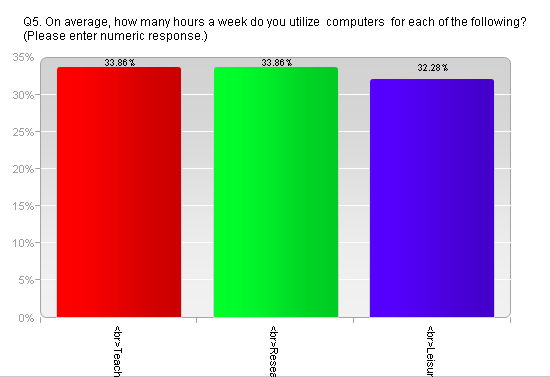 Q5. On average, how many hours a week do you utilize computers for each of the following?
(Please enter numeric response.)
35%
30%
25%
20%
15%
10%
5%
0%
33.86%
33.86%
32.28%
<br>Teach
<br>Resea
<br>Leisur